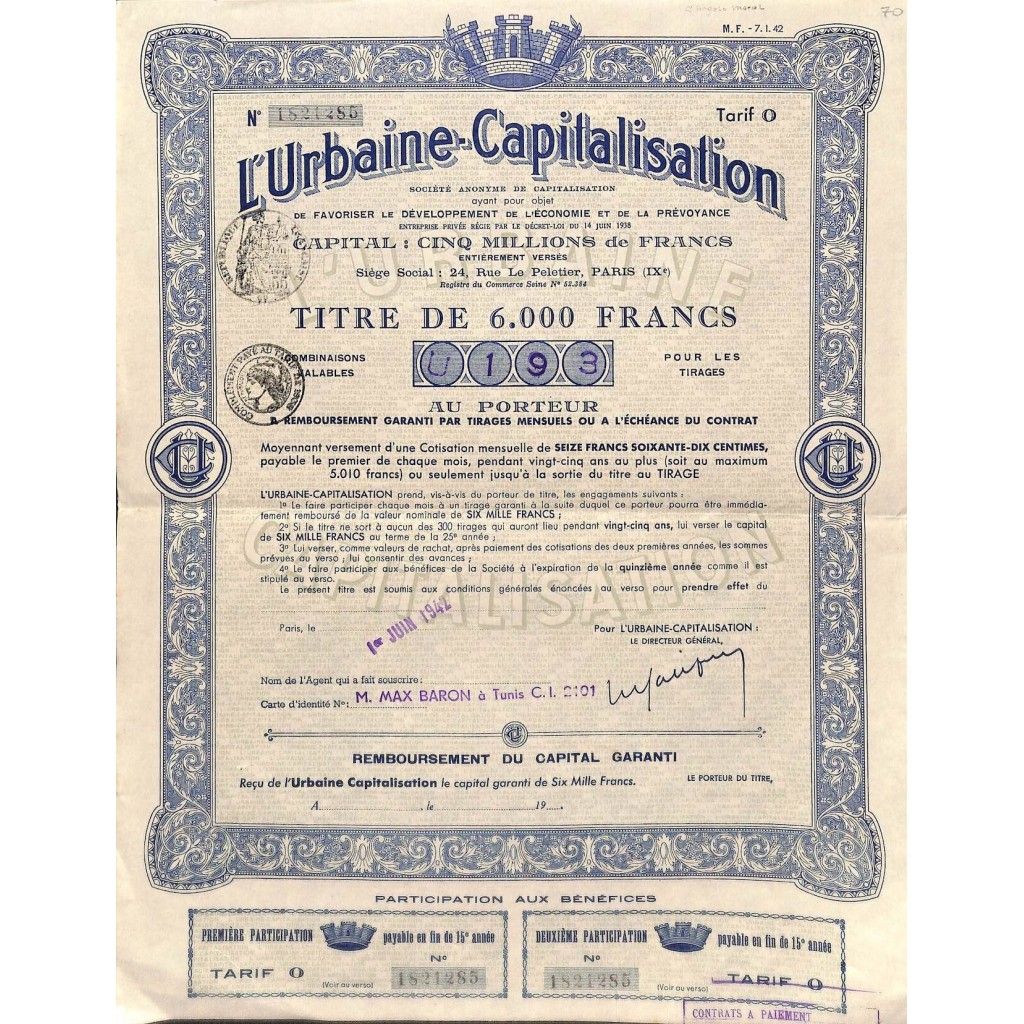 70
M. F. - 7. I. 42
N° 1821285
Tarif O
L'Urbaine-Capitalisation
SOCIÉTÉ ANONYME DE CAPITALISATION
ayant pour objet
DE FAVORISER LE DÉVELOPPEMENT DE L'ÉCONOMIE ET DE LA PRÉVOYANCE
ENTREPRISE PRIVÉE RÉGIE PAR LE DÉCRET-LOI DU 14 JUIN 1938
CAPITAL : CINQ MILLIONS de FRANCS
ENTIÈREMENT VERSÉS
Siège Social : 24, Rue Le Peletier, PARIS (IXe)
Registre du Commerce Seine N° 52.384
L'URBAINE
TITRE DE 6.000 FRANCS
COMBINAISONS VALABLES
U 1 9 3
POUR LES TIRAGES
AU PORTEUR
A REMBOURSEMENT GARANTI PAR TIRAGES MENSUELS OU A L'ÉCHÉANCE DU CONTRAT
Moyennant versement d'une Cotisation mensuelle de SEIZE FRANCS SOIXANTE-DIX CENTIMES,
payable le premier de chaque mois, pendant vingt-cinq ans au plus (soit au maximum
5.010 francs) ou seulement jusqu'à la sortie du titre au TIRAGE
L'URBAINE-CAPITALISATION prend, vis-à-vis du porteur de titre, les engagements suivants :
1° Le faire participer chaque mois à un tirage garanti à la suite duquel ce porteur pourra être immédia-
tement remboursé de la valeur nominale de SIX MILLE FRANCS ;
2° Si le titre ne sort à aucun des 300 tirages qui auront lieu pendant vingt-cinq ans, lui verser le capital
de SIX MILLE FRANCS au terme de la 25e année ;
3° Lui verser, comme valeurs de rachat, après paiement des cotisations des deux premières années, les sommes
prévues au verso ; lui consentir des avances ;
4° Le faire participer aux bénéfices de la Société à l'expiration de la quinzième année comme il est
stipulé au verso.
Le présent titre est soumis aux conditions générales énoncées au verso pour prendre effet du
CAPITALISATION
Paris, le 1er JUIN 1942
Pour L'URBAINE-CAPITALISATION :
LE DIRECTEUR GÉNÉRAL,
Nom de l'Agent qui a fait souscrire :
Carte d'identité N° : M. MAX BARON à Tunis C. I. 2101
REMBOURSEMENT DU CAPITAL GARANTI
Reçu de l'Urbaine Capitalisation le capital garanti de Six Mille Francs.
LE PORTEUR DU TITRE,
A, le 19
PARTICIPATION AUX BÉNÉFICES
PREMIÈRE PARTICIPATION payable en fin de 15e année
N°
TARIF O
1821285
(Voir au verso)
DEUXIÈME PARTICIPATION payable en fin de 15e année
N°
TARIF O
1821285
(Voir au verso)
CONTRATS A PAIEMENT